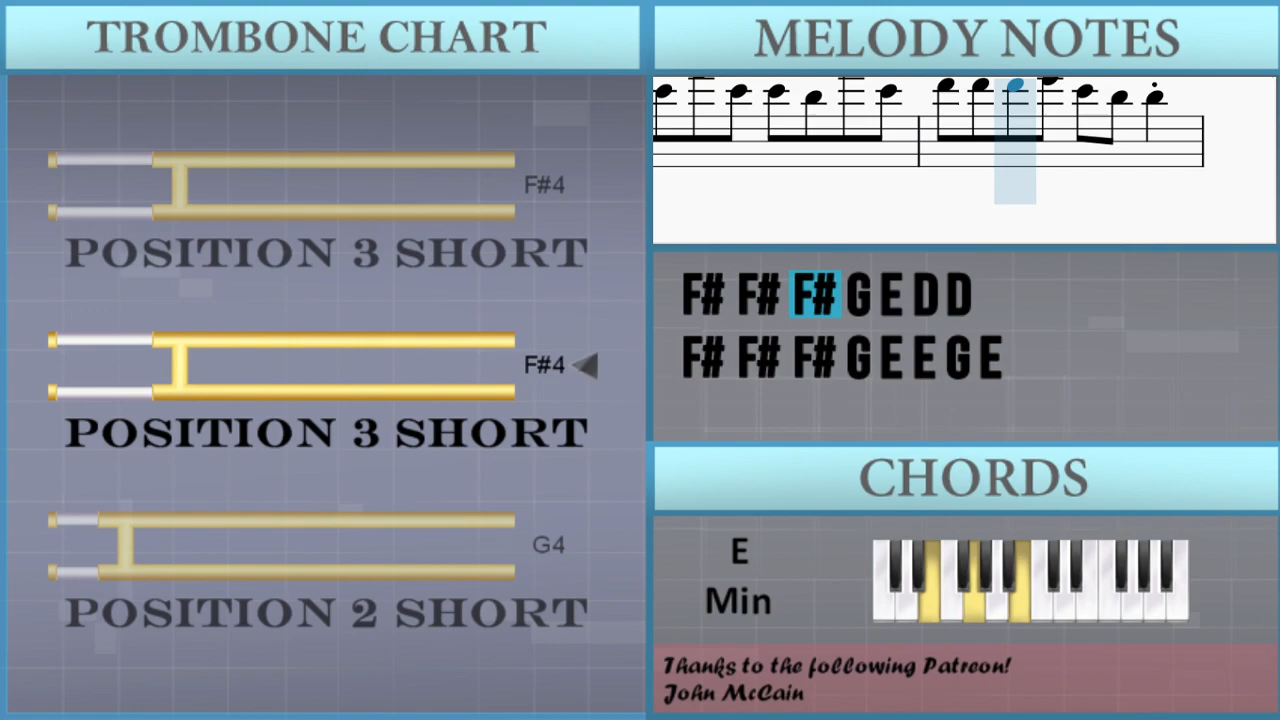 TROMBONE CHART
F#4
POSITION 3 SHORT
F#4
POSITION 3 SHORT
G4
POSITION 2 SHORT
MELODY NOTES
F# F# F# G E D D
F# F# F# G E E G E
CHORDS
E
Min
Thanks to the following Patreon!
John McCain